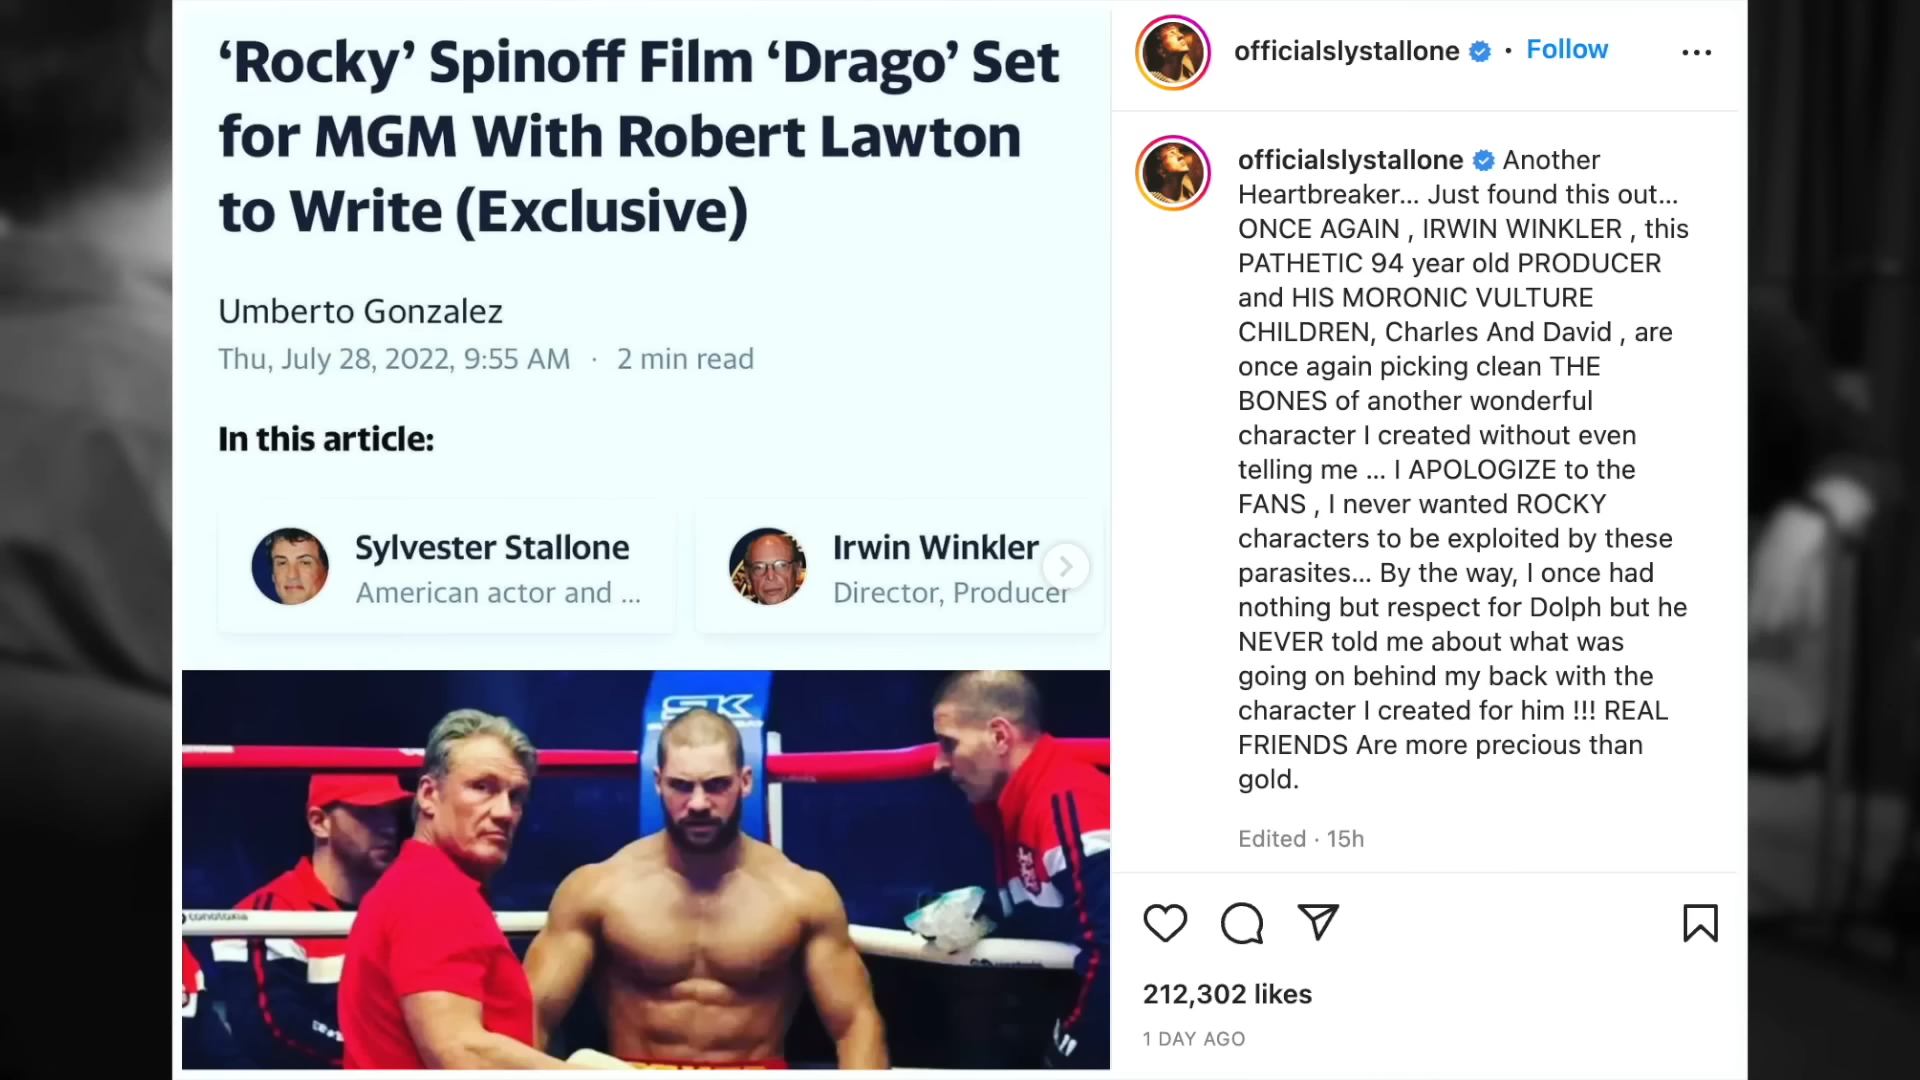 ‘Rocky’ Spinoff Film ‘Drago’ Set
for MGM With Robert Lawton
to Write (Exclusive)
Umberto Gonzalez
Thu, July 28, 2022, 9:55 AM · 2 min read
In this article:
Sylvester Stallone
American actor and ...
Irwin Winkler
Director, Producer
SK
officialslystallone · Follow
officialslystallone Another
Heartbreaker... Just found this out...
ONCE AGAIN , IRWIN WINKLER , this
PATHETIC 94 year old PRODUCER
and HIS MORONIC VULTURE
CHILDREN, Charles And David , are
once again picking clean THE
BONES of another wonderful
character I created without even
telling me ... I APOLOGIZE to the
FANS , I never wanted ROCKY
characters to be exploited by these
parasites... By the way, I once had
nothing but respect for Dolph but he
NEVER told me about what was
going on behind my back with the
character I created for him !!! REAL
FRIENDS Are more precious than
gold.
Edited · 15h
212,302 likes
1 DAY AGO